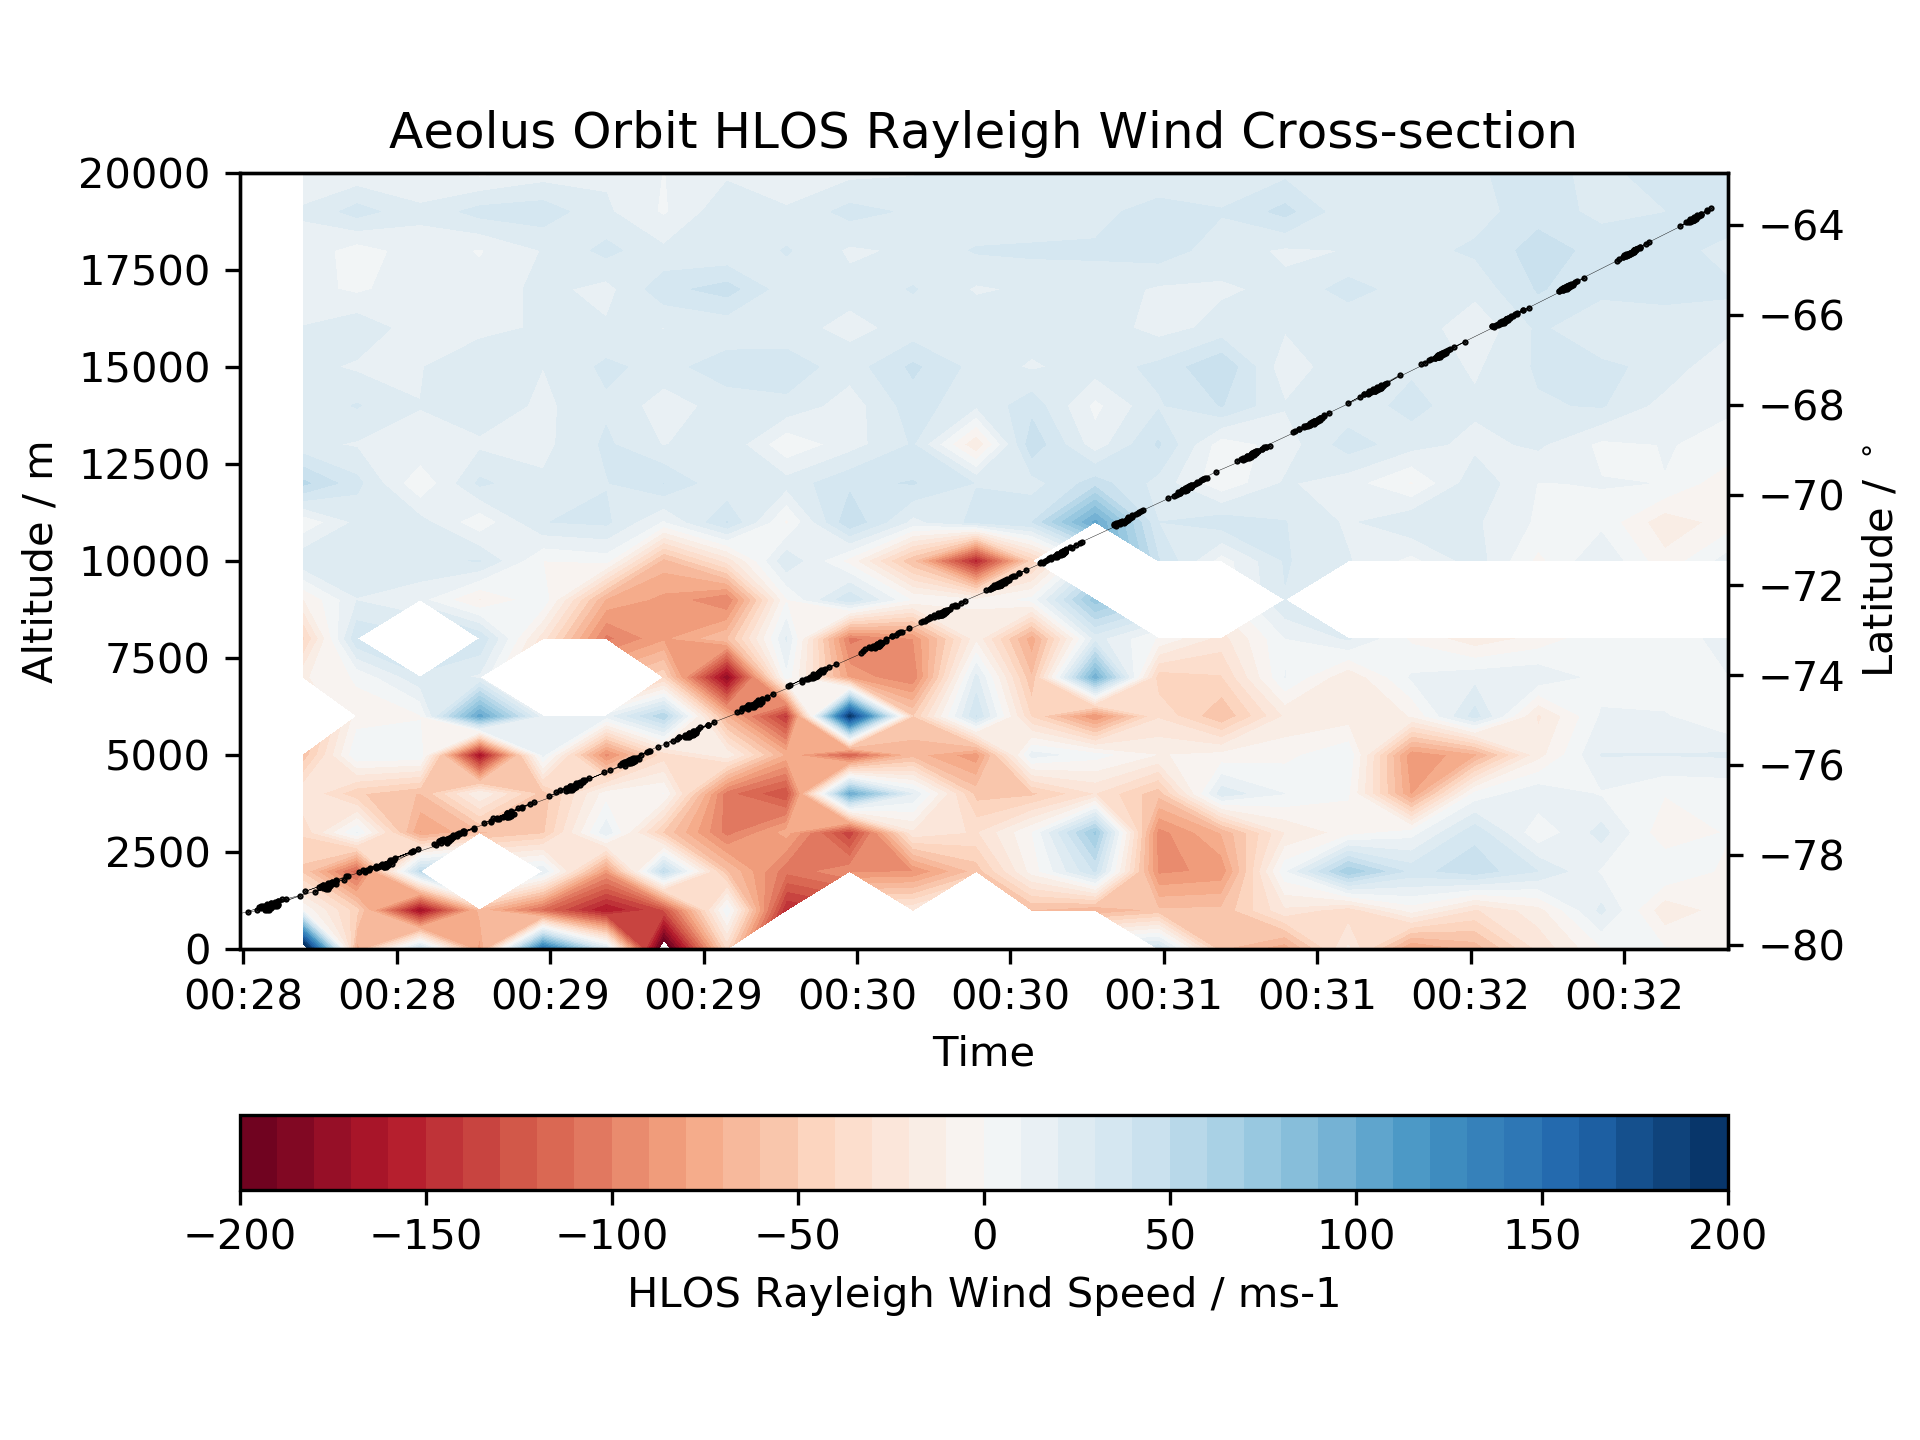 Aeolus Orbit HLOS Rayleigh Wind Cross-section
20000
17500
15000
12500
10000
7500
5000
2500
0
Altitude / m
−64
−66
−68
−70
−72
−74
−76
−78
−80
Latitude / °
00:28 00:28 00:29 00:29 00:30 00:30 00:31 00:31 00:32 00:32
Time
−200 −150 −100 −50 0 50 100 150 200
HLOS Rayleigh Wind Speed / ms-1